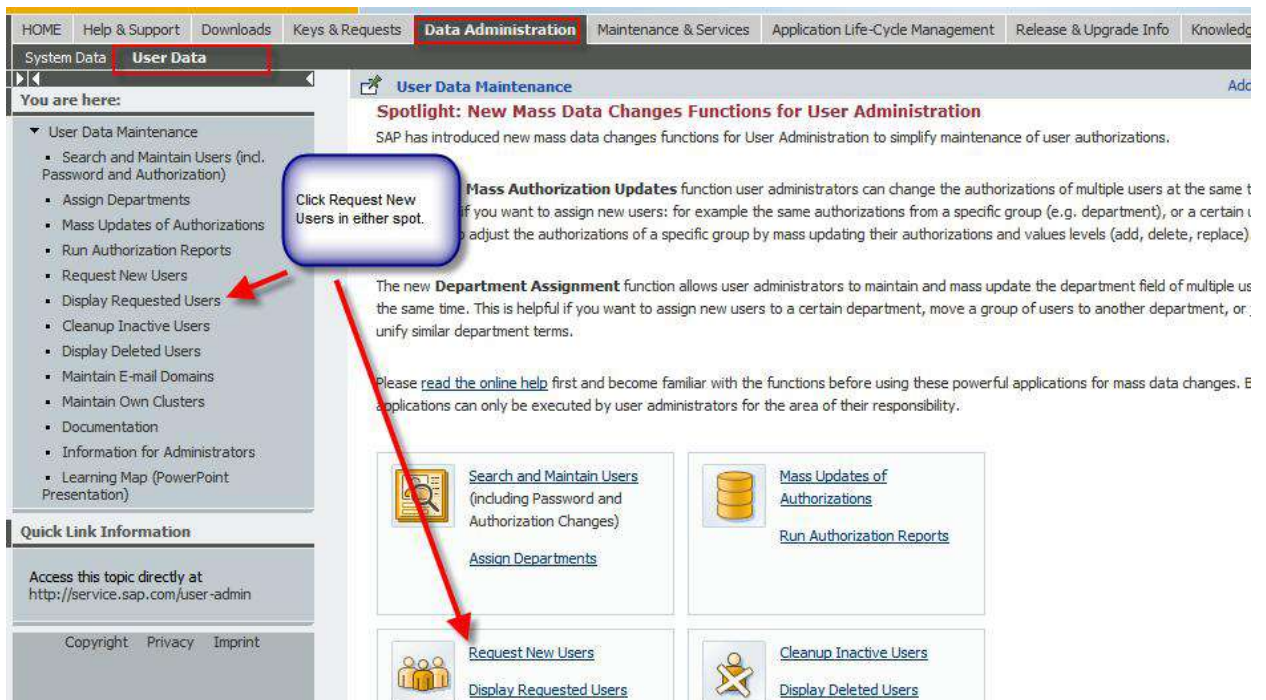 HOME Help & Support Downloads Keys & Requests Data Administration Maintenance & Services Application Life-Cycle Management Release & Upgrade Info
System Data User Data
You are here:
User Data Maintenance
Search and Maintain Users (incl.
Password and Authorization)
Assign Departments
Mass Updates of Authorizations
Run Authorization Reports
Request New Users
Display Requested Users
Cleanup Inactive Users
Display Deleted Users
Maintain E-mail Domains
Maintain Own Clusters
Documentation
Information for Administrators
Learning Map (PowerPoint
Presentation)
Quick Link Information
Access this topic directly at
http://service.sap.com/user-admin
Copyright Privacy Imprint
User Data Maintenance
Spotlight: New Mass Data Changes Functions for User Administration
SAP has introduced new mass data changes functions for User Administration to simplify maintenance of user authorizations.
Click Request New
Users in either spot.
Mass Authorization Updates function user administrators can change the authorizations of multiple users at the same
if you want to assign new users: for example the same authorizations from a specific group (e.g. department), or a certain
adjust the authorizations of a specific group by mass updating their authorizations and values levels (add, delete, replace)
The new Department Assignment function allows user administrators to maintain and mass update the department field of multiple
the same time. This is helpful if you want to assign new users to a certain department, move a group of users to another department, or
unify similar department terms.
Please read the online help first and become familiar with the functions before using these powerful applications for mass data changes.
applications can only be executed by user administrators for the area of their responsibility.
Search and Maintain Users
(including Password and
Authorization Changes)
Assign Departments
Mass Updates of
Authorizations
Run Authorization Reports
Request New Users
Display Requested Users
Cleanup Inactive Users
Display Deleted Users